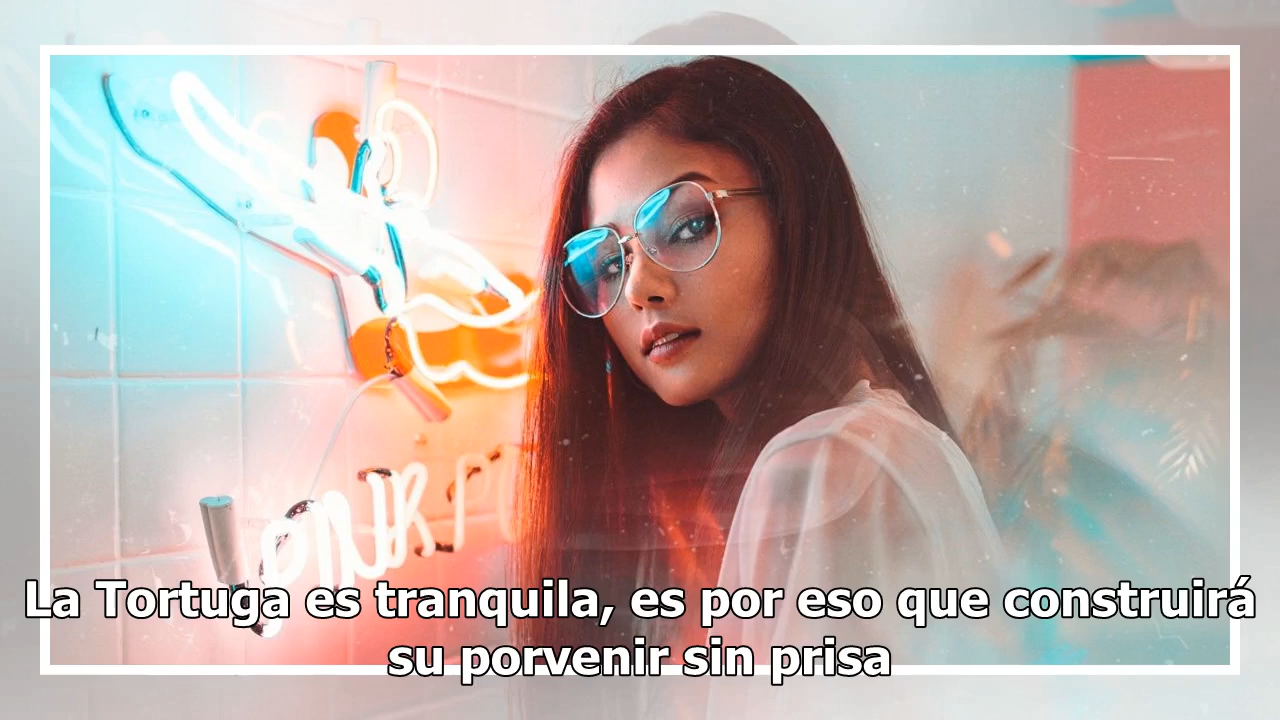 La Tortuga es tranquila, es por eso que construirá
su porvenir sin prisa